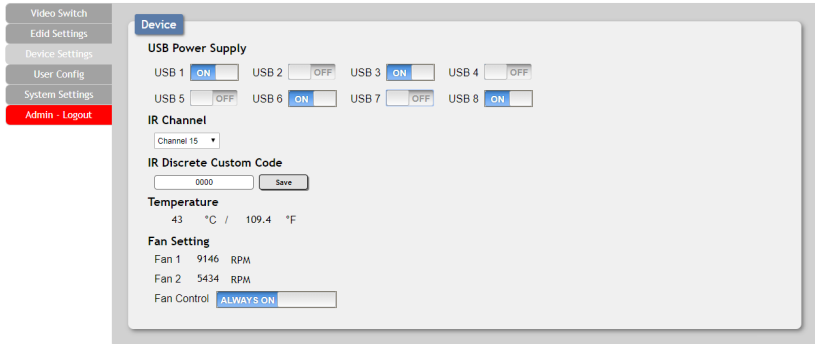 Video Switch
Edid Settings
Device Settings
User Config
System Settings
Admin - Logout
Device
USB Power Supply
USB 1 ON USB 2 OFF USB 3 ON USB 4 OFF
USB 5 OFF USB 6 ON USB 7 OFF USB 8 ON
IR Channel
Channel 15
IR Discrete Custom Code
0000 Save
Temperature
43 °C / 109.4 °F
Fan Setting
Fan 1 9146 RPM
Fan 2 5434 RPM
Fan Control ALWAYS ON